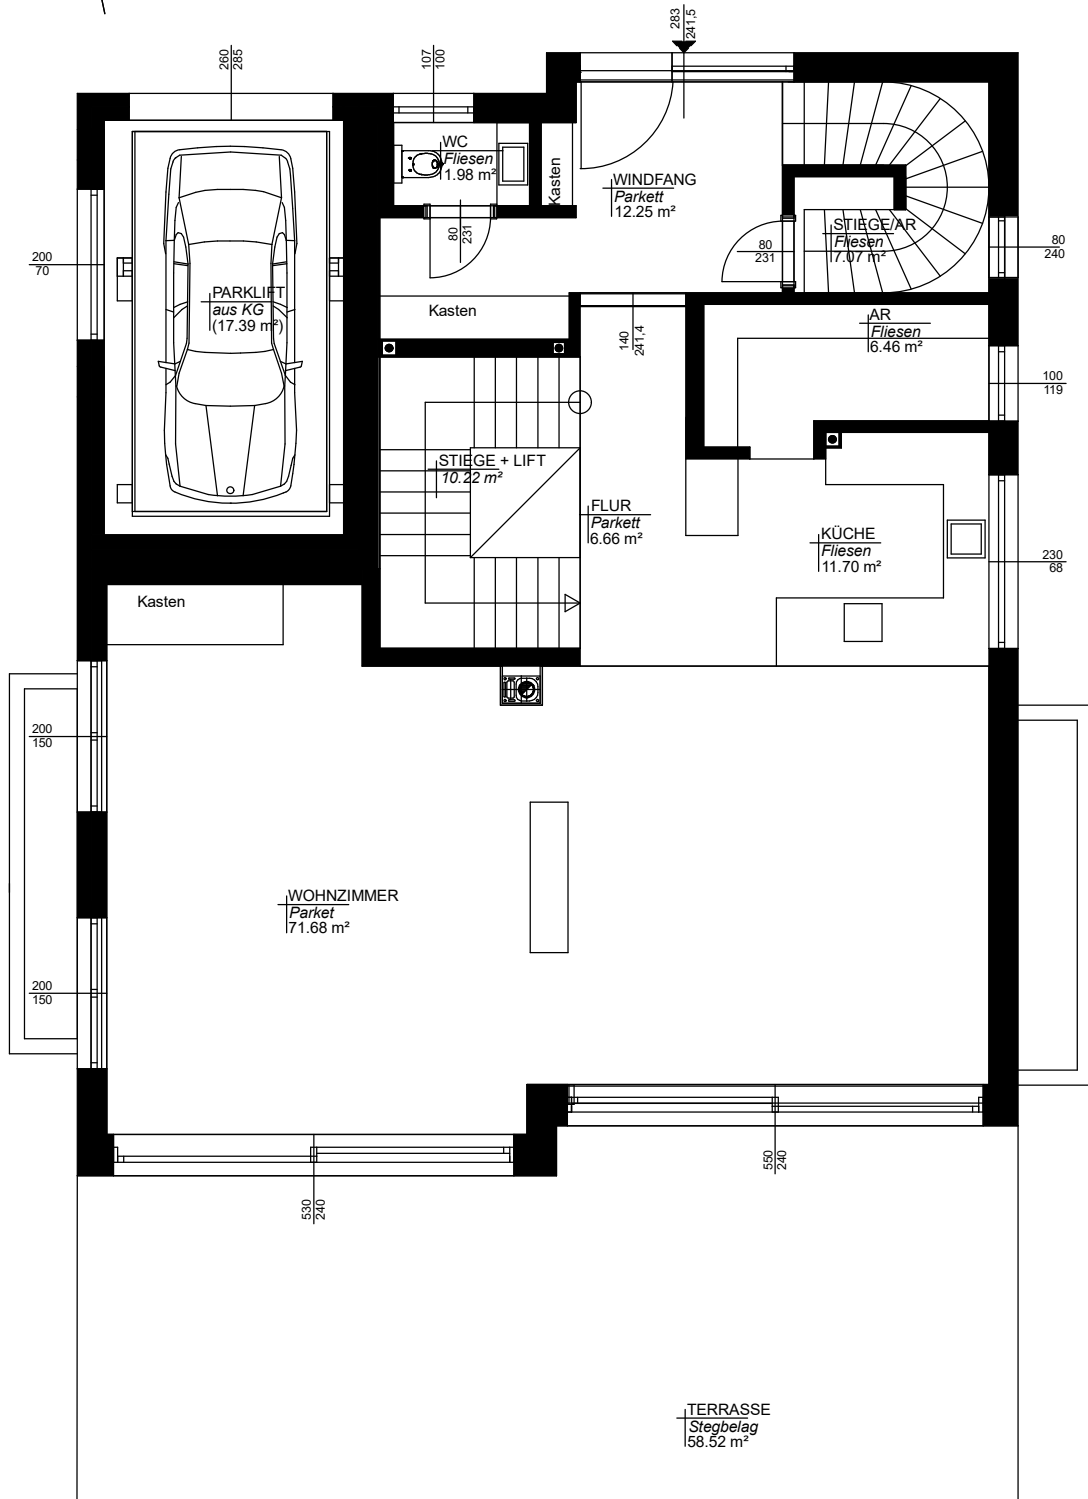 283
241,5
260
285
107
100
WC
Fliesen
1.98 m²
Kasten
WINDFANG
Parkett
12.25 m²
80
231
80
231
STIEGE/AR
Fliesen
7.07 m²
80
240
200
70
PARKLIFT
aus KG
(17.39 m²)
Kasten
140
241,4
AR
Fliesen
6.46 m²
100
119
STIEGE + LIFT
10.22 m²
FLUR
Parkett
6.66 m²
KÜCHE
Fliesen
11.70 m²
230
68
Kasten
200
150
WOHNZIMMER
Parket
71.68 m²
200
150
530
240
550
240
TERRASSE
Stegbelag
58.52 m²